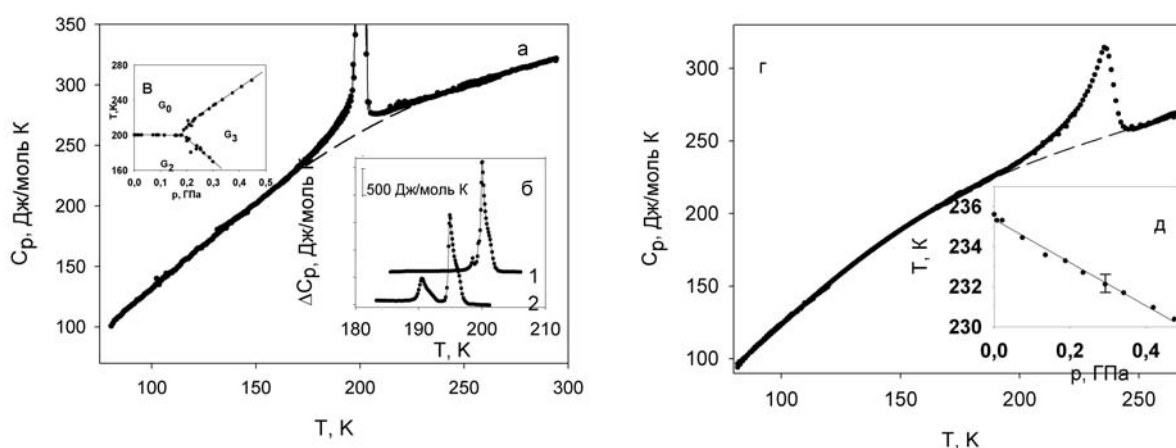 350
300
250
200
150
100
Cp, Дж/моль К
100
150
200
250
300
T, K
а
240
200
160
T,K
в
G0
G3
G2
0,0 0,1 0,2 0,3 0,4 0,5
p, ГПа
500 Дж/моль К
б
ΔCp, Дж/моль К
1
2
180 190 200 210
T, K
350
300
250
200
150
100
Cp, Дж/моль К
г
100
150
200
250
T, K
236
234
232
230
T, K
д
0,0 0,2 0,4
p, ГПа